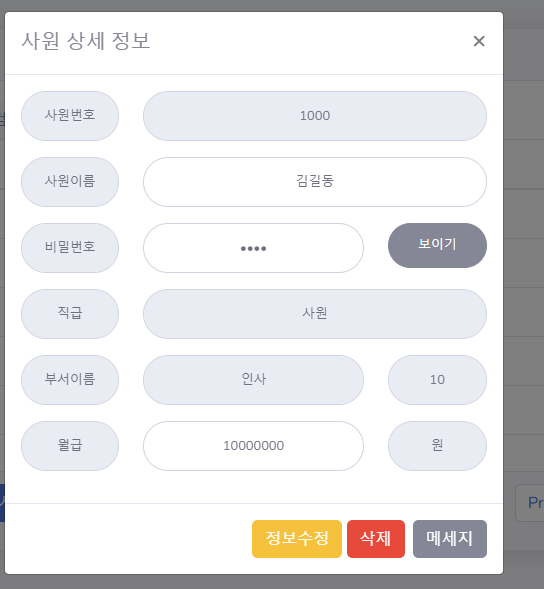 사원 상세 정보 ×
사원번호 1000
사원이름 김길동
비밀번호 •••• 보이기
직급 사원
부서이름 인사 10
월급 10000000 원
정보수정 삭제 메세지
Pr